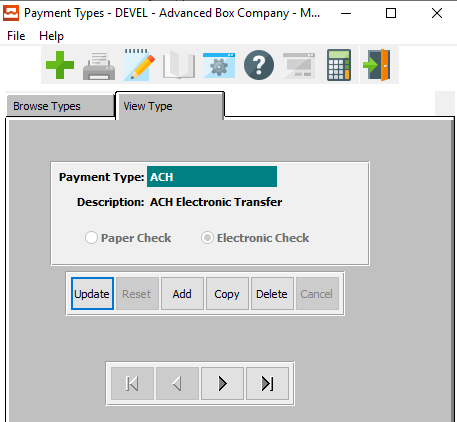 Payment Types - DEVEL - Advanced Box Company - M...
File Help
Browse Types View Type
Payment Type: ACH
Description: ACH Electronic Transfer
Paper Check Electronic Check
Update Reset Add Copy Delete Cancel